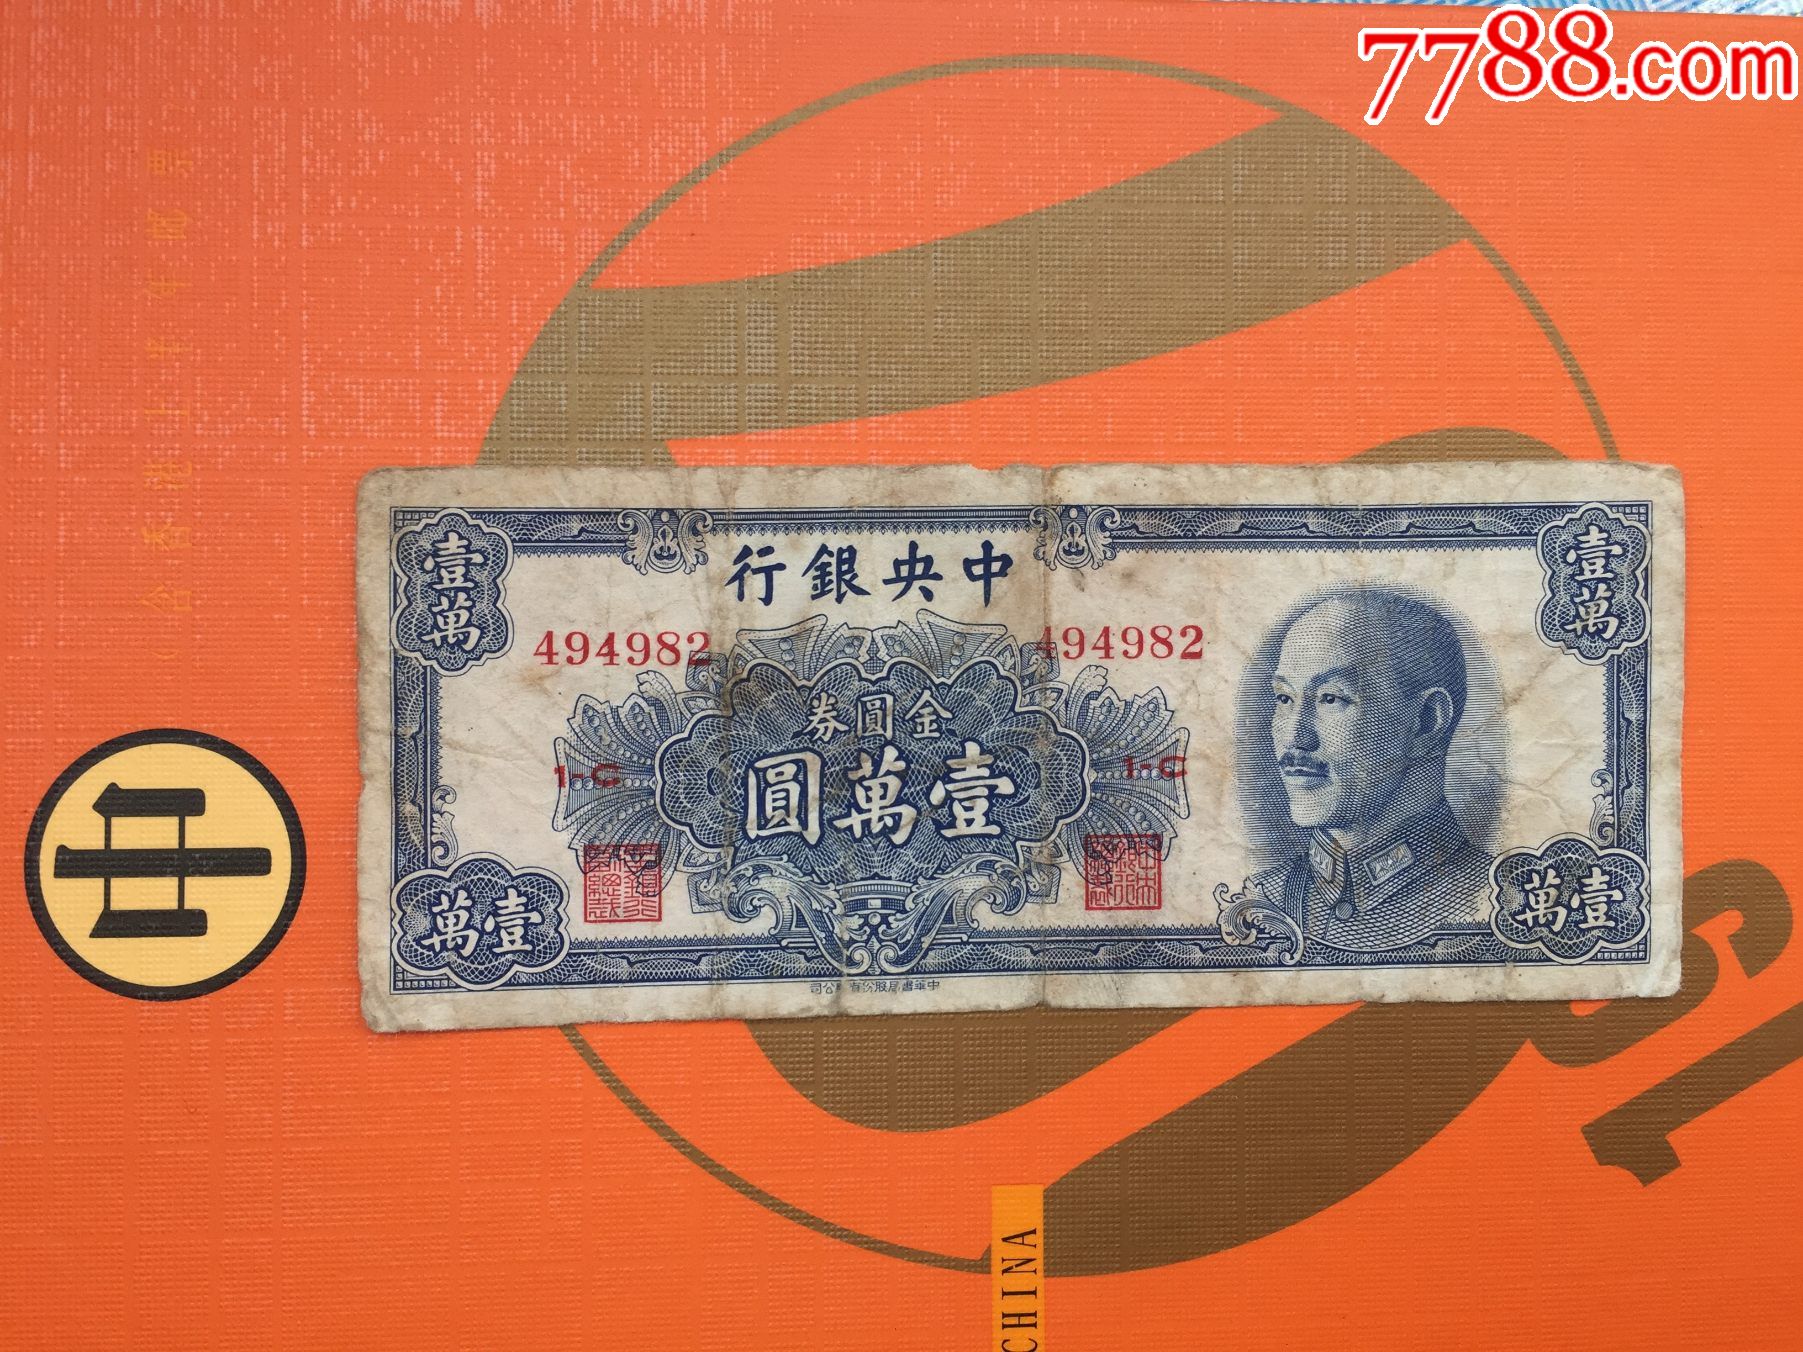 7788.com
壹萬
中央銀行
壹萬
494982
494982
金圓券
壹萬圓
1-C
1-C
壹萬
壹萬
中華書局股份有限公司
中
CHINA